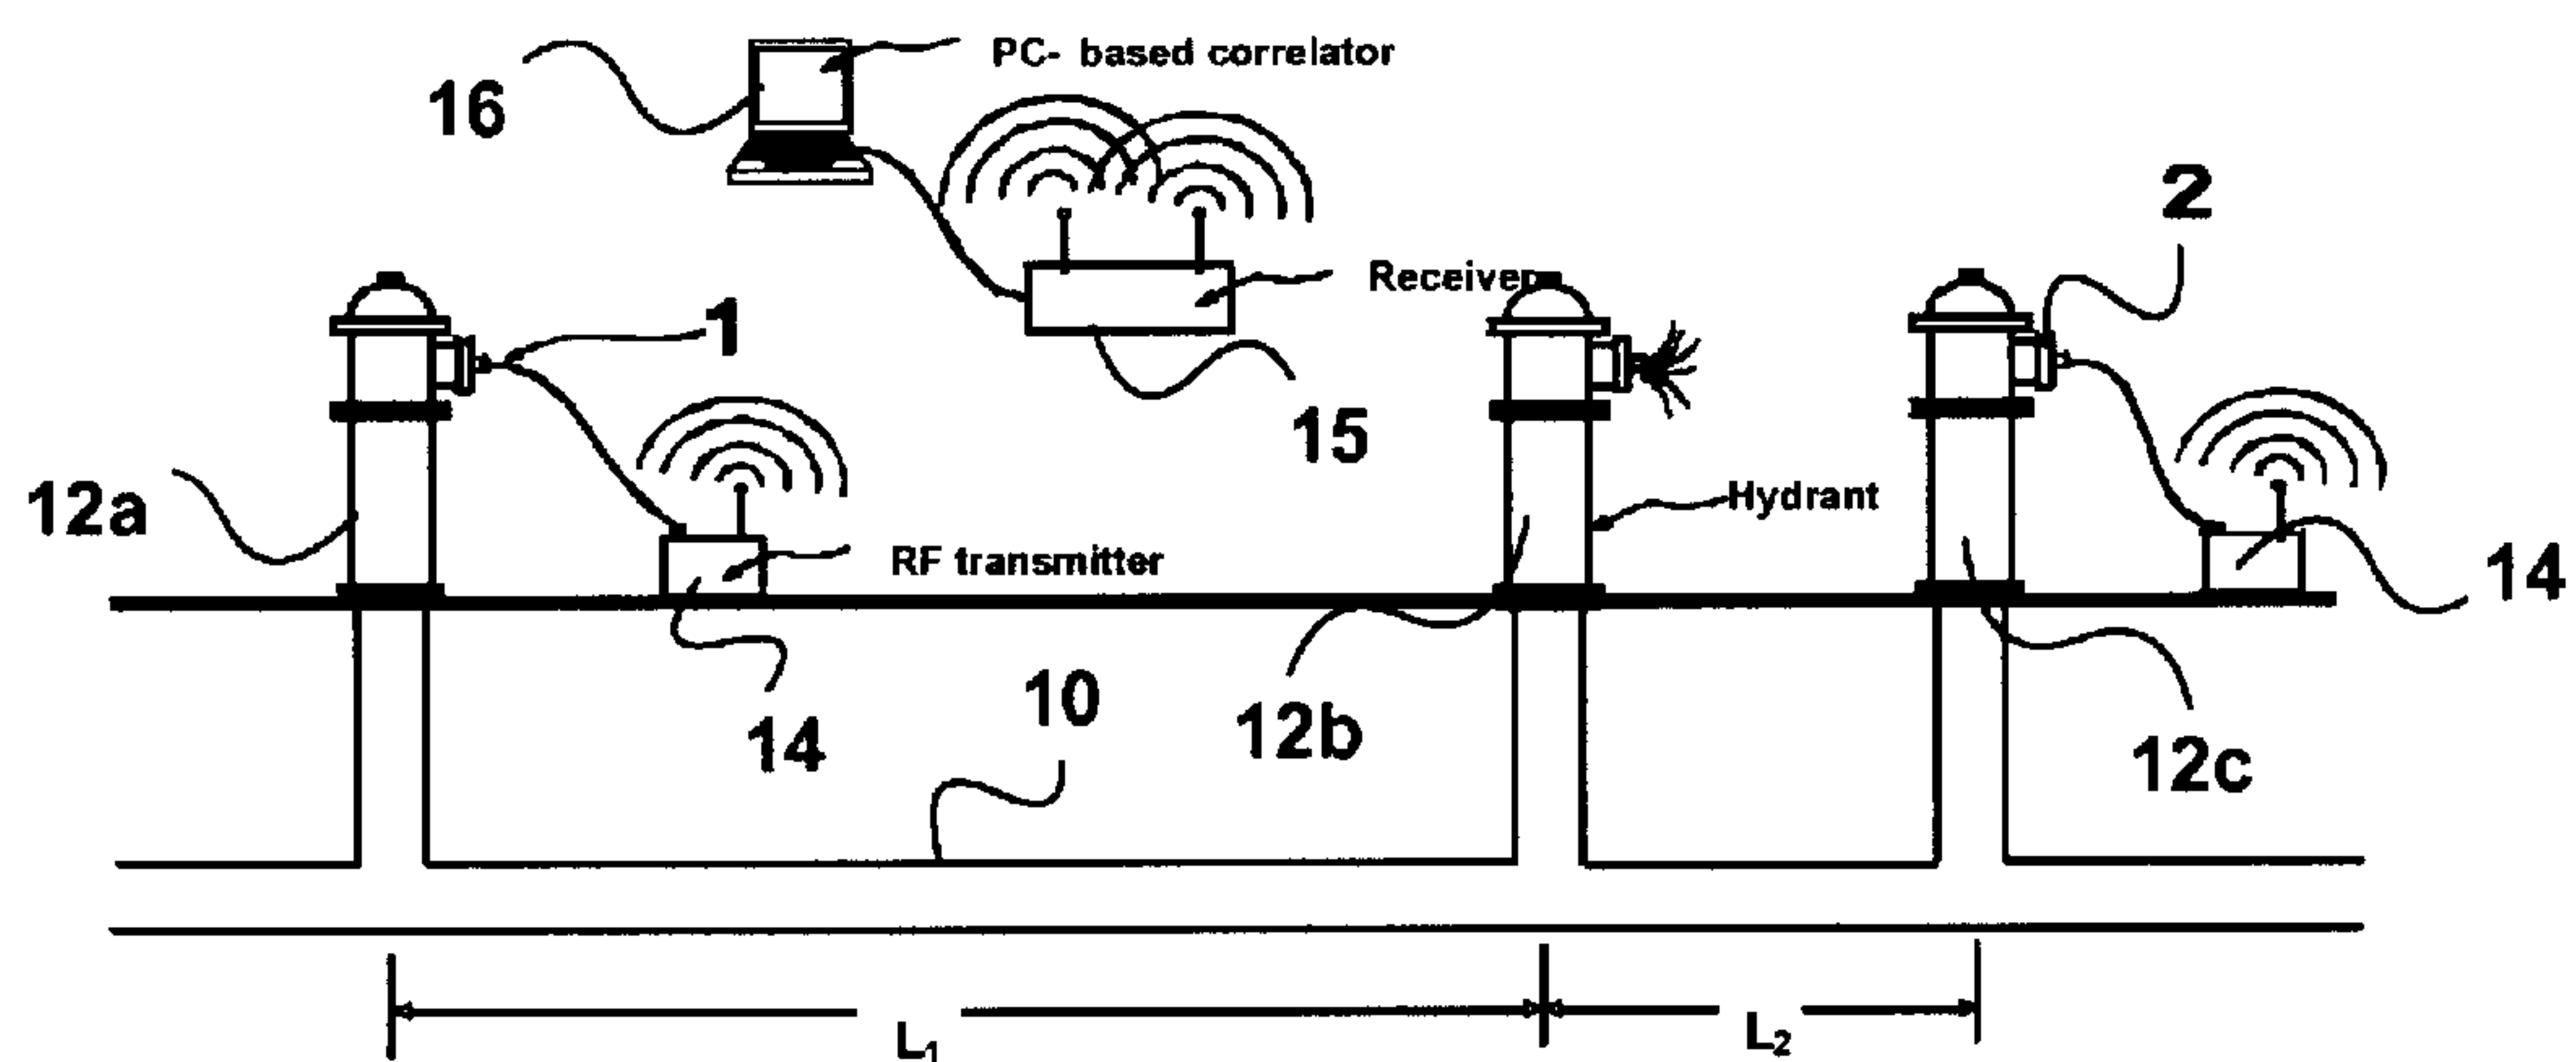 PC- based correlator
16
2
Receiver
1
15
12a
Hydrant
RF transmitter
14
10
14
12b
12c
L₁
L₂